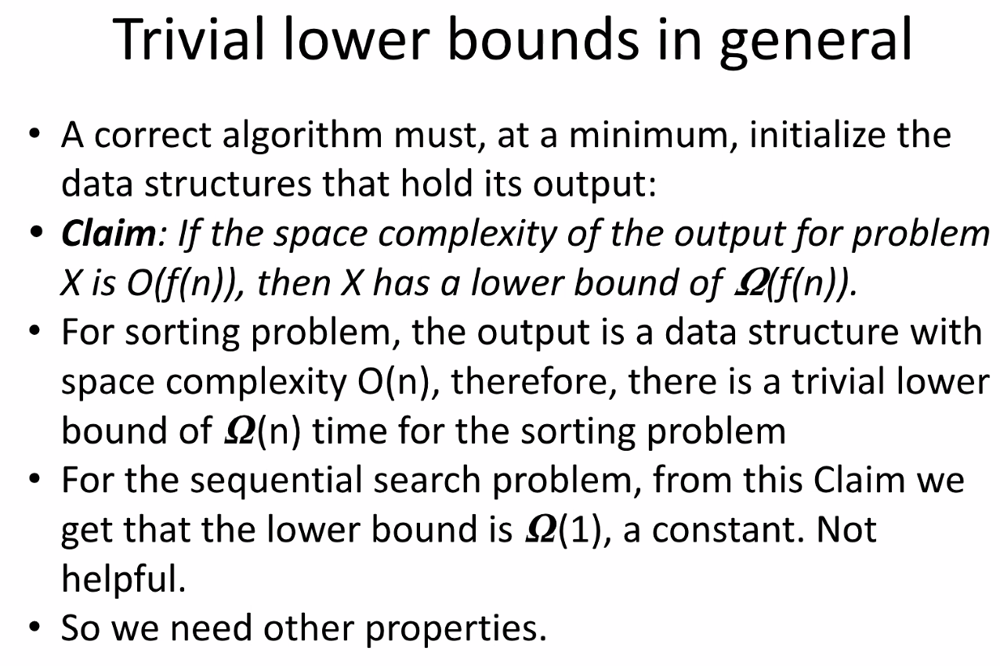 Trivial lower bounds in general
• A correct algorithm must, at a minimum, initialize the
data structures that hold its output:
• Claim: If the space complexity of the output for problem
X is O(f(n)), then X has a lower bound of Ω(f(n)).
• For sorting problem, the output is a data structure with
space complexity O(n), therefore, there is a trivial lower
bound of Ω(n) time for the sorting problem
• For the sequential search problem, from this Claim we
get that the lower bound is Ω(1), a constant. Not
helpful.
• So we need other properties.